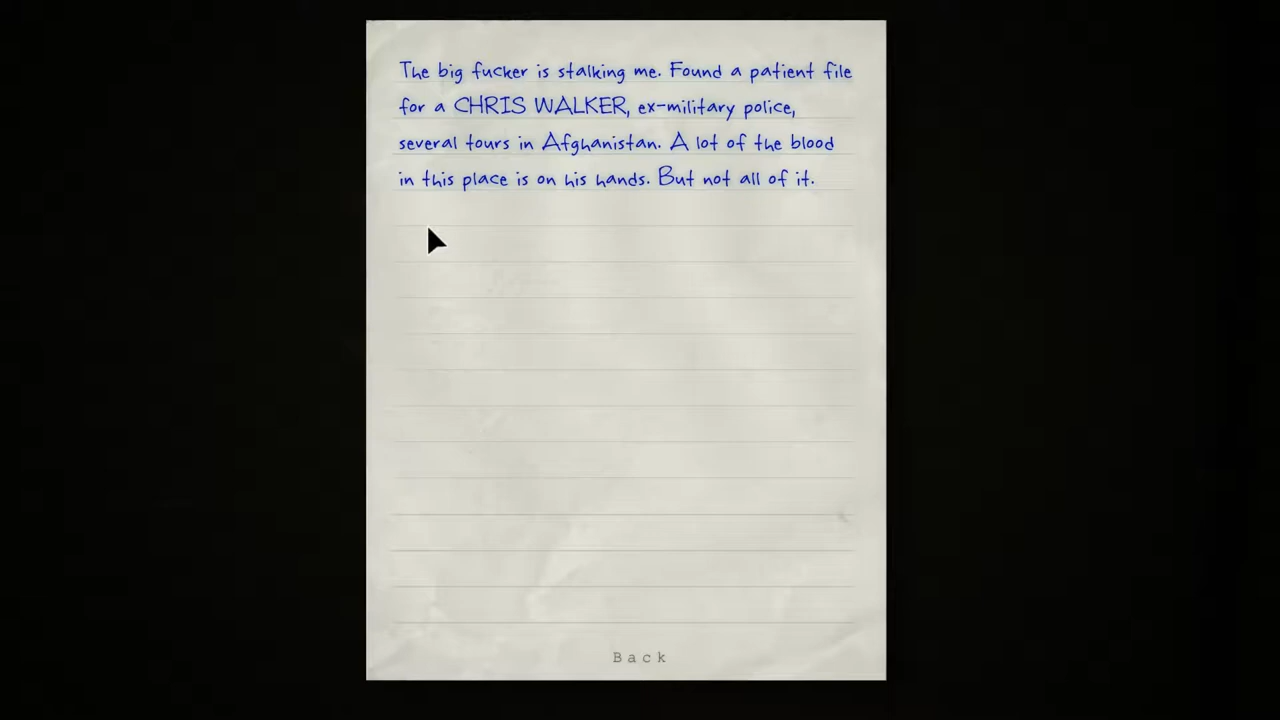 The big fucker is stalking me. Found a patient file
for a CHRIS WALKER, ex-military police,
several tours in Afghanistan. A lot of the blood
in this place is on his hands. But not all of it.
Back